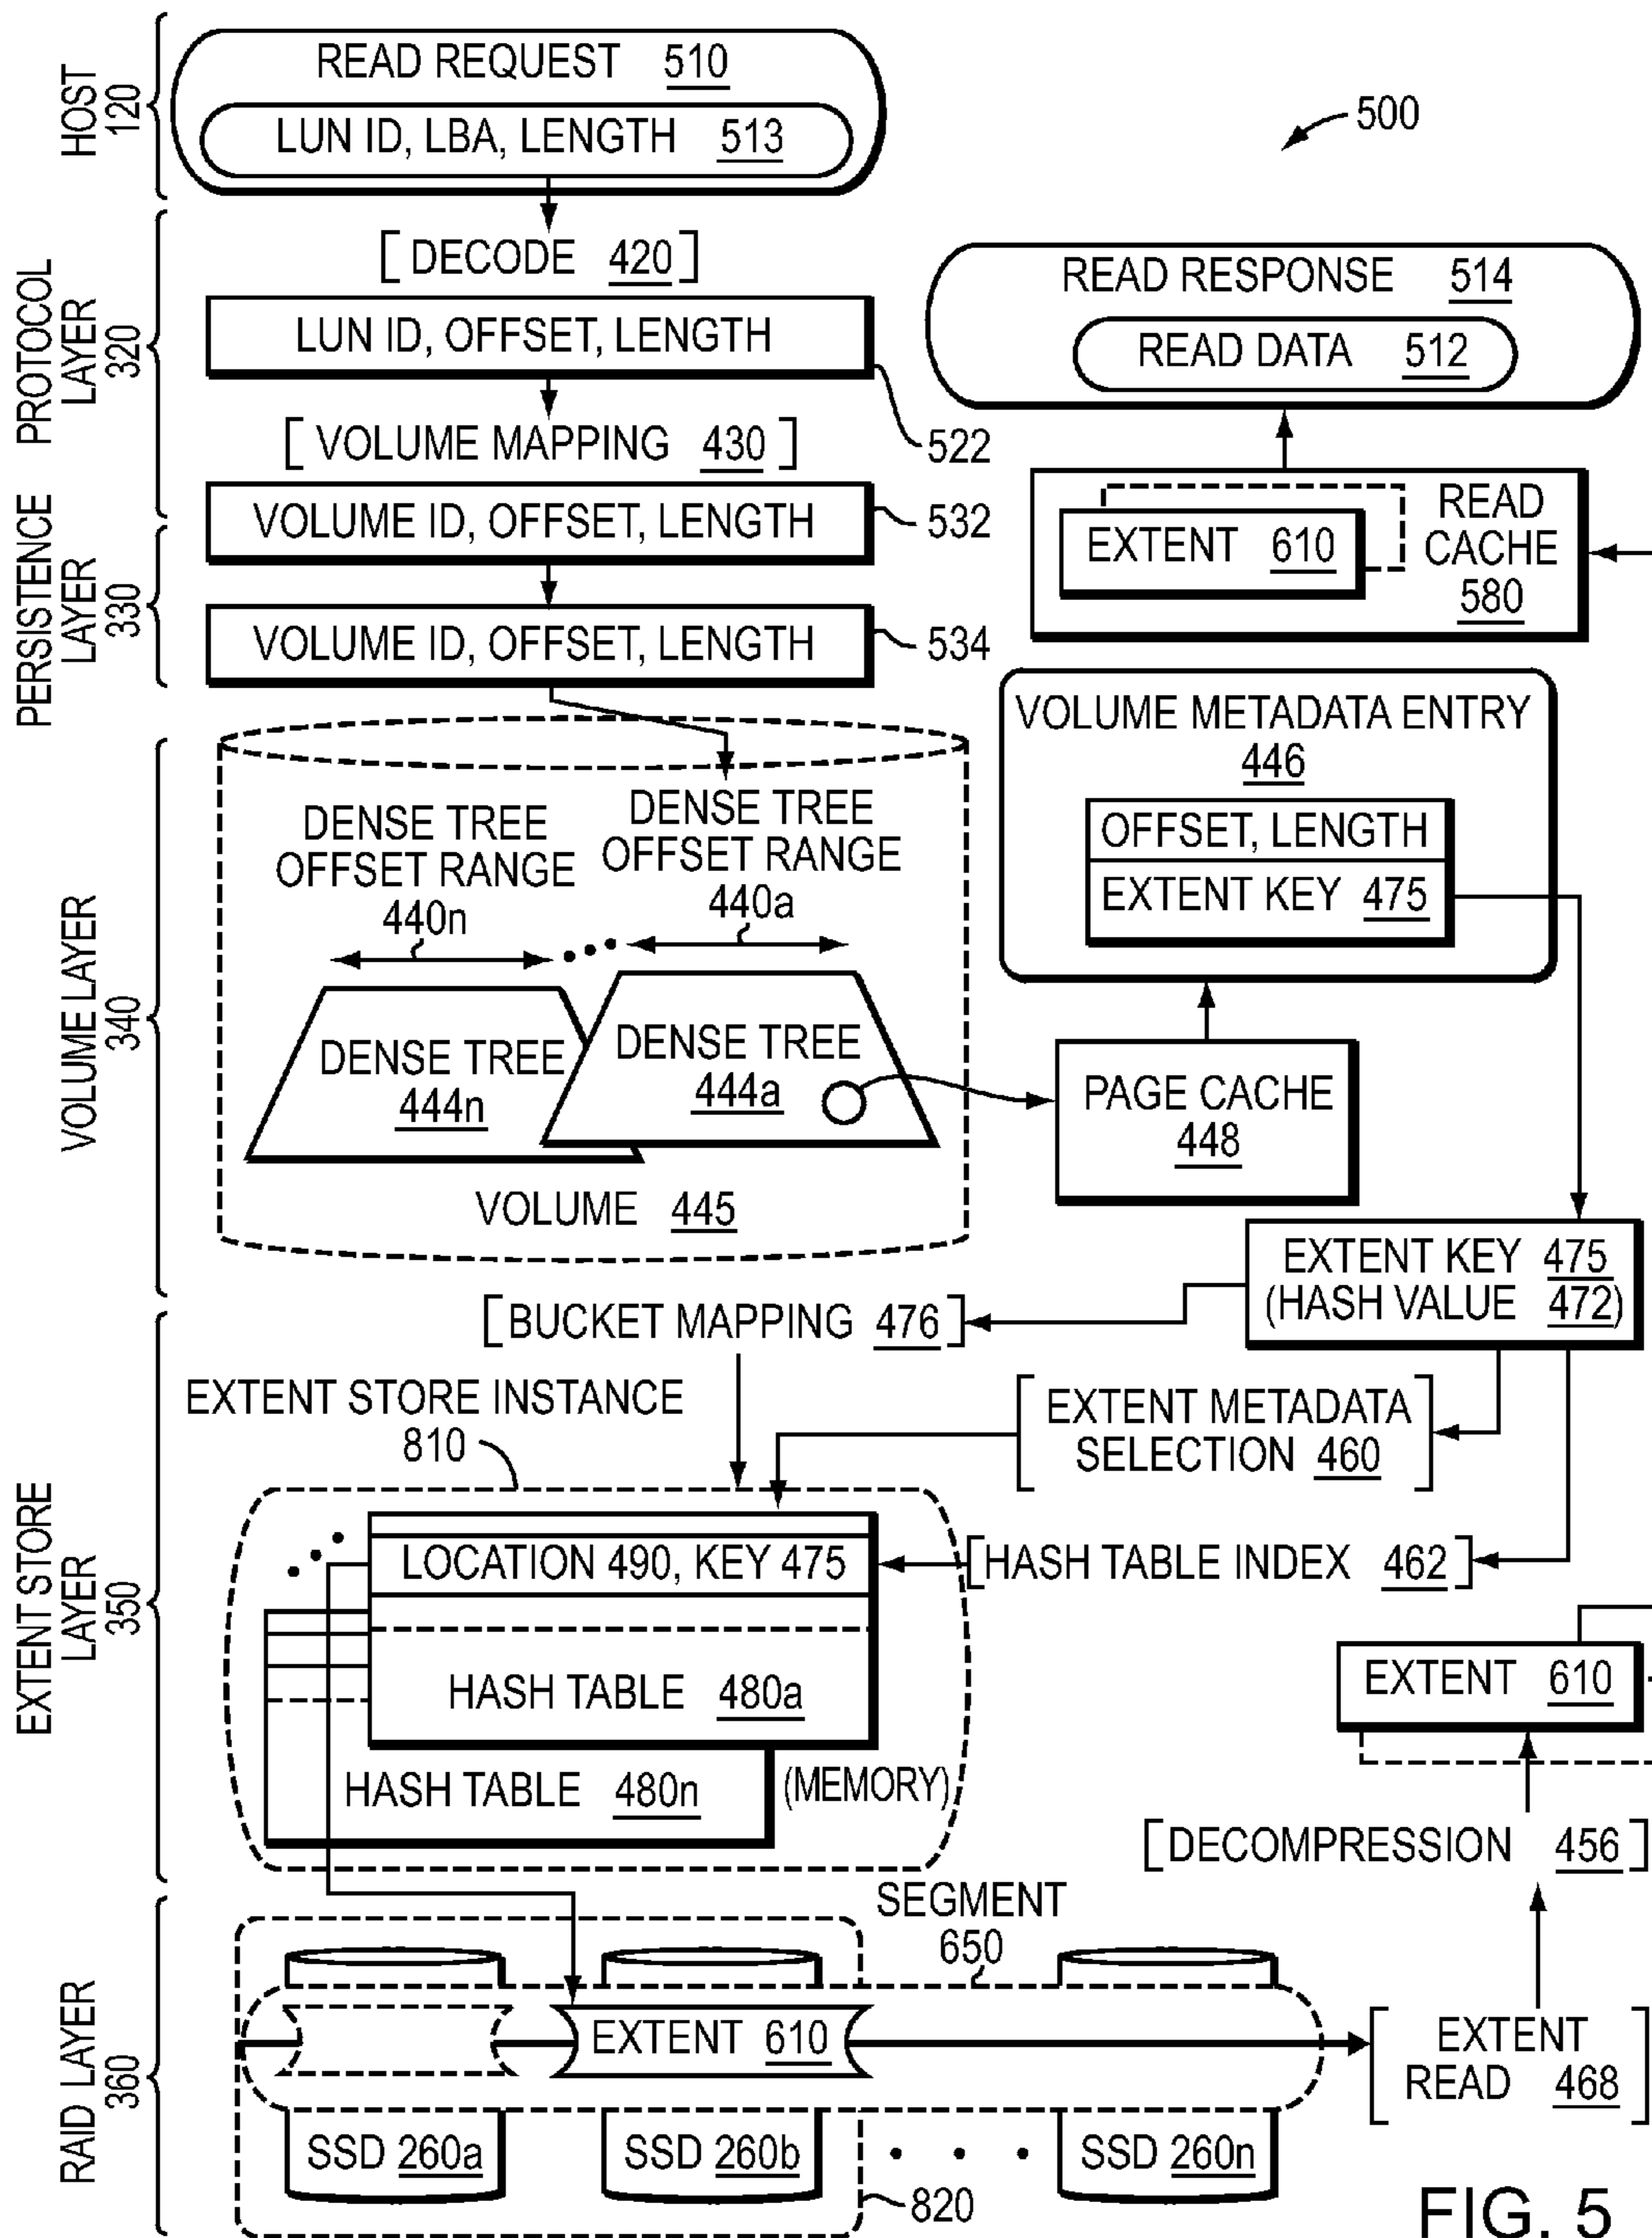 HOST
120
READ REQUEST 510
LUN ID, LBA, LENGTH 513
500
PROTOCOL
LAYER
320
[DECODE 420]
LUN ID, OFFSET, LENGTH
522
[VOLUME MAPPING 430]
VOLUME ID, OFFSET, LENGTH
532
READ RESPONSE 514
READ DATA 512
EXTENT 610
READ
CACHE
580
PERSISTENCE
LAYER
330
VOLUME ID, OFFSET, LENGTH
534
VOLUME LAYER
340
DENSE TREE
OFFSET RANGE
440n
DENSE TREE
OFFSET RANGE
440a
DENSE TREE
444n
DENSE TREE
444a
VOLUME 445
VOLUME METADATA ENTRY
446
OFFSET, LENGTH
EXTENT KEY 475
PAGE CACHE
448
EXTENT KEY 475
(HASH VALUE 472)
EXTENT STORE
LAYER
350
[BUCKET MAPPING 476]
EXTENT STORE INSTANCE
810
[EXTENT METADATA
SELECTION 460]
LOCATION 490, KEY 475
[HASH TABLE INDEX 462]
HASH TABLE 480a
HASH TABLE 480n
(MEMORY)
EXTENT 610
[DECOMPRESSION 456]
RAID LAYER
360
SEGMENT
650
EXTENT 610
[EXTENT
READ 468]
SSD 260a
SSD 260b
. . .
SSD 260n
820
FIG. 5